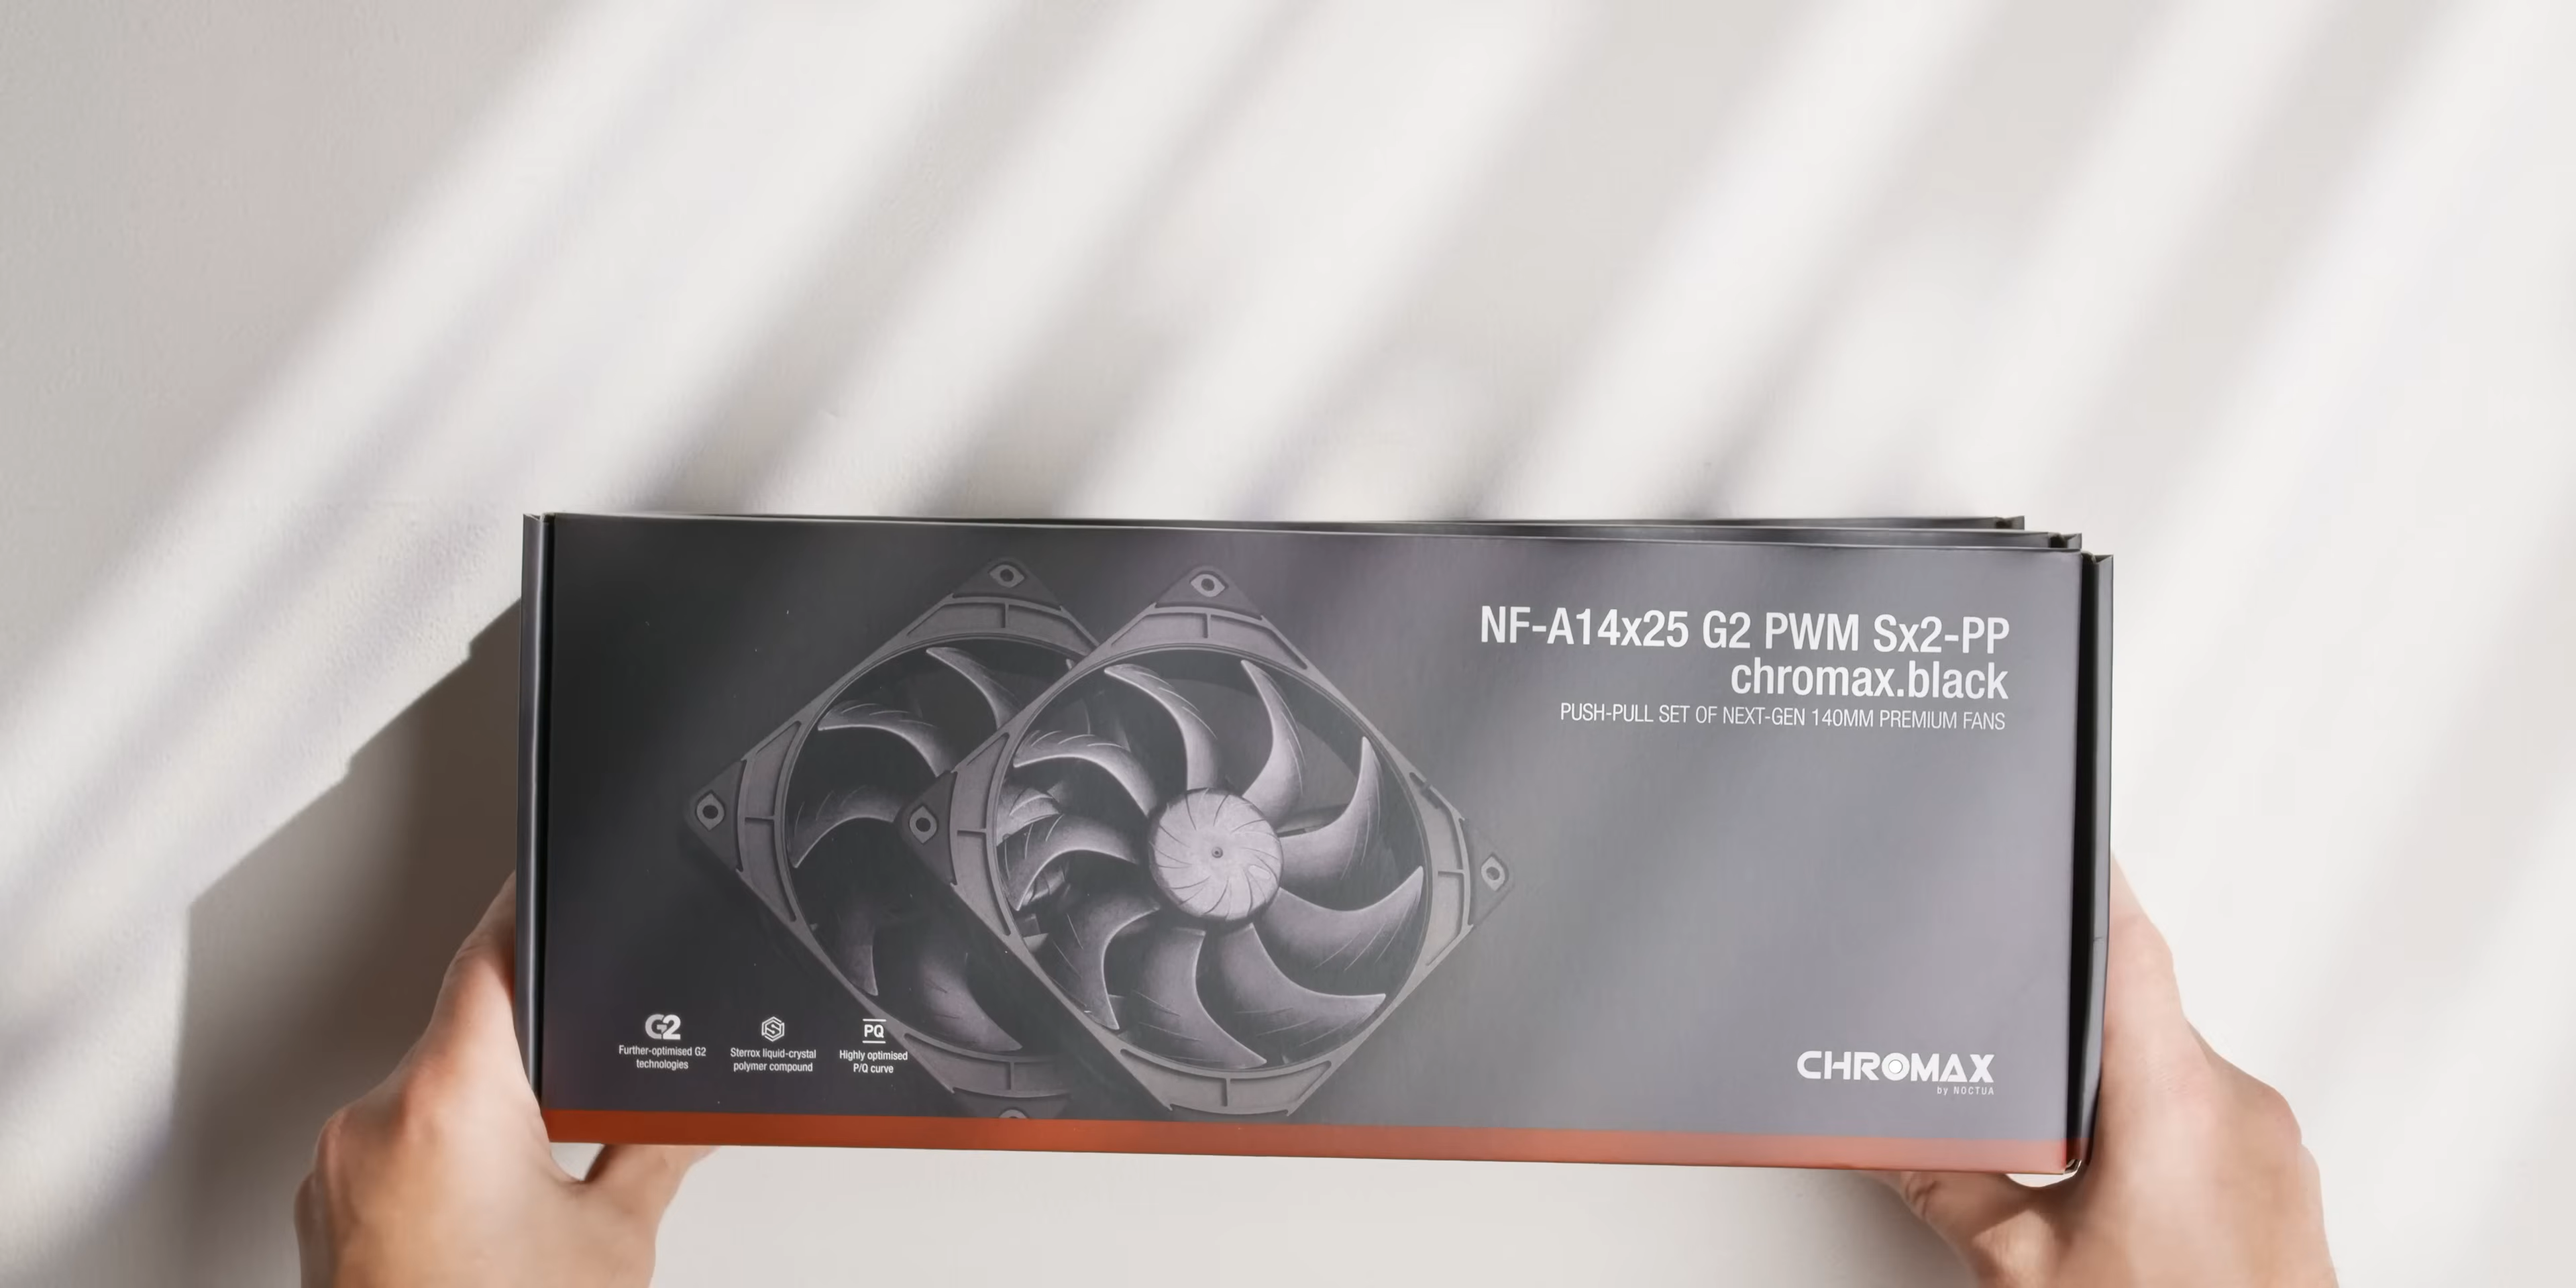 NF-A14x25 G2 PWM Sx2-PP
chromax.black
PUSH-PULL SET OF NEXT-GEN 140MM PREMIUM FANS
G2
Further-optimised G2
technologies
Sterrox liquid-crystal
polymer compound
PQ
Highly optimised
P/Q curve
CHROMAX
by NOCTUA